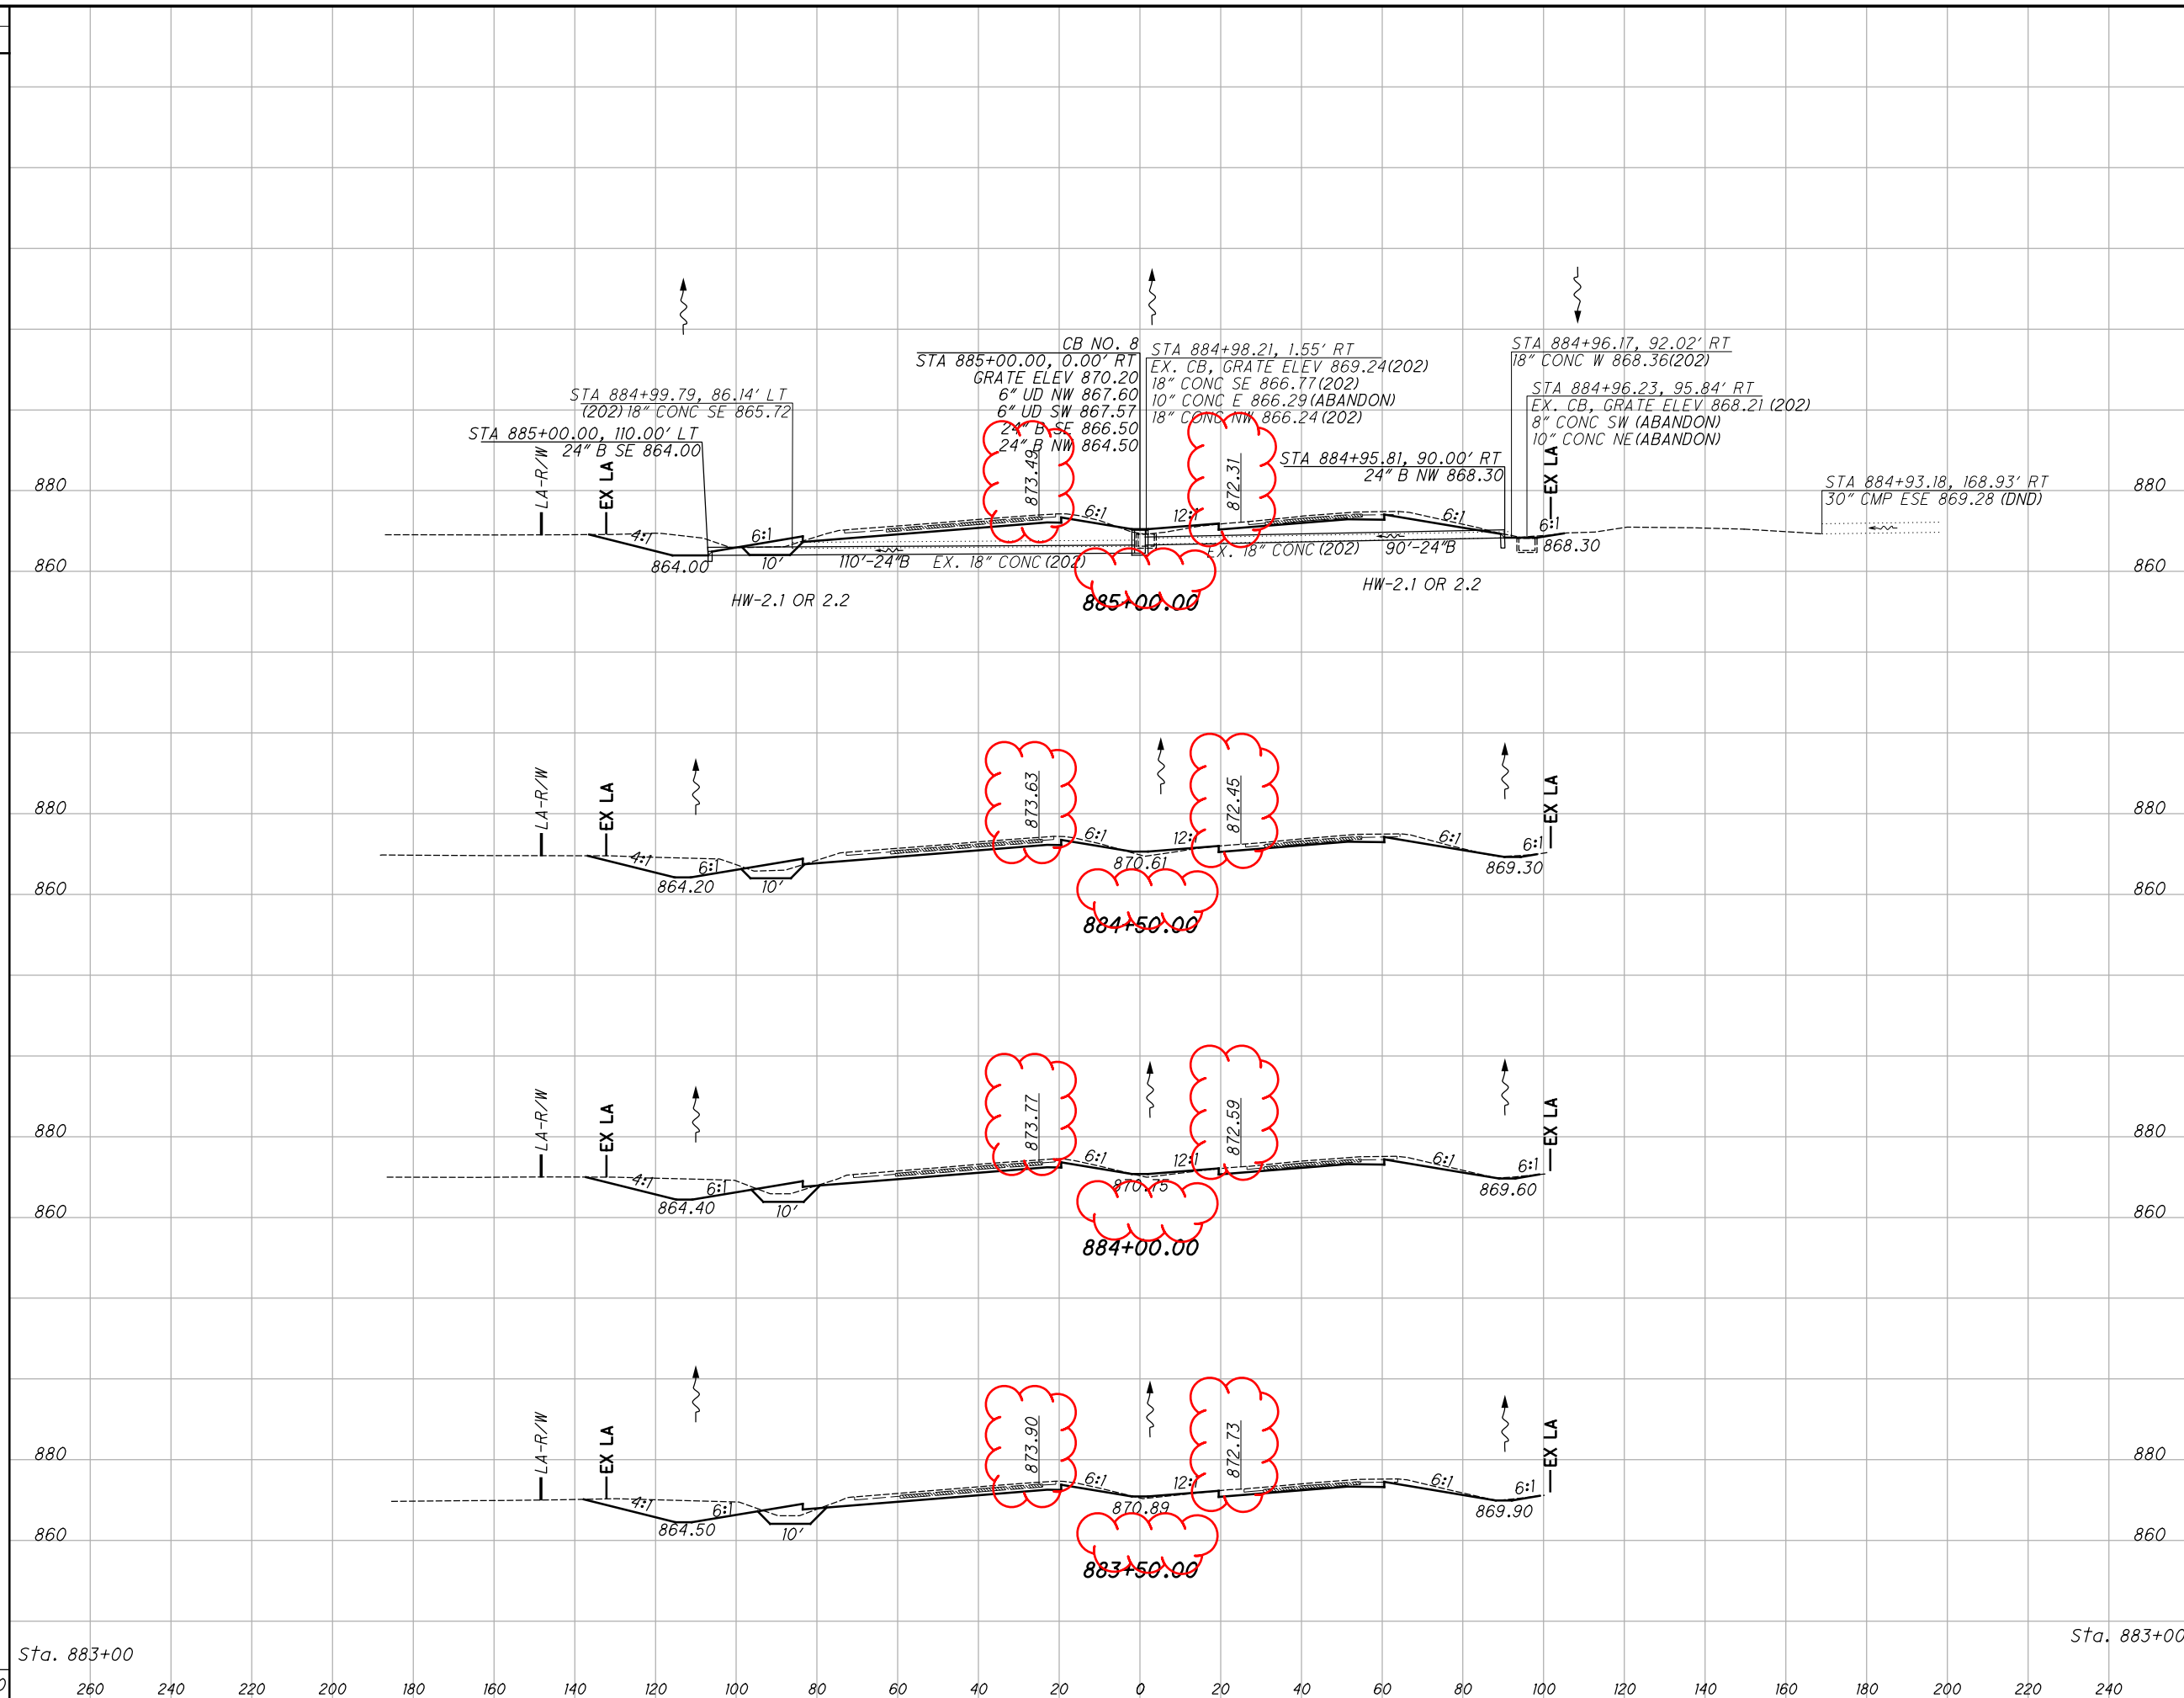 CB NO. 8
STA 885+00.00, 0.00' RT
GRATE ELEV 870.20
6" UD NW 867.60
6" UD SW 867.57
24" B SE 866.50
24" B NW 864.50
STA 884+98.21, 1.55' RT
EX. CB, GRATE ELEV 869.24(202)
18" CONC SE 866.77(202)
10" CONC E 866.29(ABANDON)
18" CONC NW 866.24(202)
STA 884+96.17, 92.02' RT
18" CONC W 868.36(202)
STA 884+96.23, 95.84' RT
EX. CB, GRATE ELEV 868.21 (202)
8" CONC SW (ABANDON)
10" CONC NE(ABANDON)
STA 884+99.79, 86.14' LT
(202) 18" CONC SE 865.72
STA 885+00.00, 110.00' LT
24" B SE 864.00
STA 884+95.81, 90.00' RT
24" B NW 868.30
STA 884+93.18, 168.93' RT
30" CMP ESE 869.28 (DND)
880 LA-R/W EX LA 873.49 872.31 EX LA 880
4:1 6:1 6:1 12:1 6:1 6:1
860 864.00 10' 110'-24"B EX. 18" CONC (202) EX. 18" CONC (202) 90'-24"B 868.30 860
HW-2.1 OR 2.2 885+00.00 HW-2.1 OR 2.2
880 LA-R/W EX LA 873.63 872.45 EX LA 880
4:1 6:1 6:1 12:1 6:1 6:1
860 864.20 10' 870.61 869.30 860
884+50.00
880 LA-R/W EX LA 873.77 872.59 EX LA 880
4:1 6:1 6:1 12:1 6:1 6:1
860 864.40 10' 870.75 869.60 860
884+00.00
880 LA-R/W EX LA 873.90 872.73 EX LA 880
4:1 6:1 6:1 12:1 6:1 6:1
860 864.50 10' 870.89 869.90 860
883+50.00
Sta. 883+00 Sta. 883+00
260 240 220 200 180 160 140 120 100 80 60 40 20 0 20 40 60 80 100 120 140 160 180 200 220 240